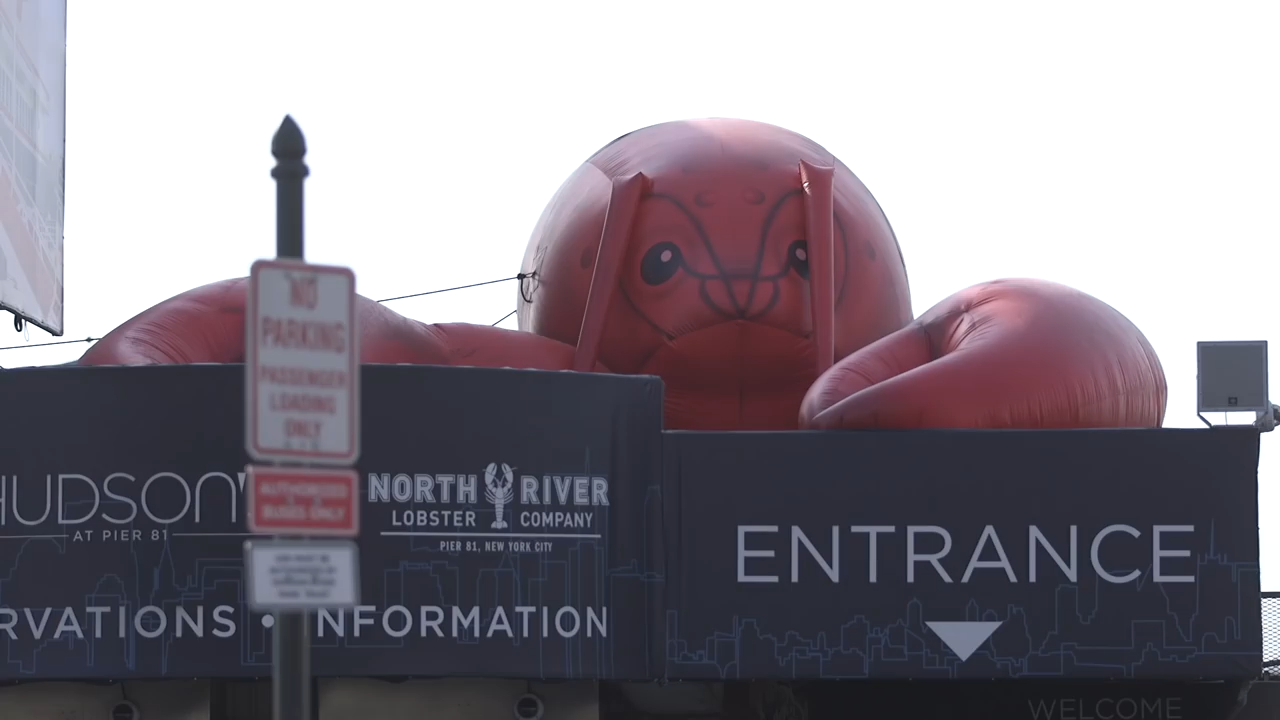 NO
PARKING
PASSENGER
LOADING
ONLY
AUTHORIZED
BUSES ONLY
HUDSON'
AT PIER 81
NORTH RIVER
LOBSTER COMPANY
PIER 81, NEW YORK CITY
RVATIONS • NFORMATION
ENTRANCE
WELCOME